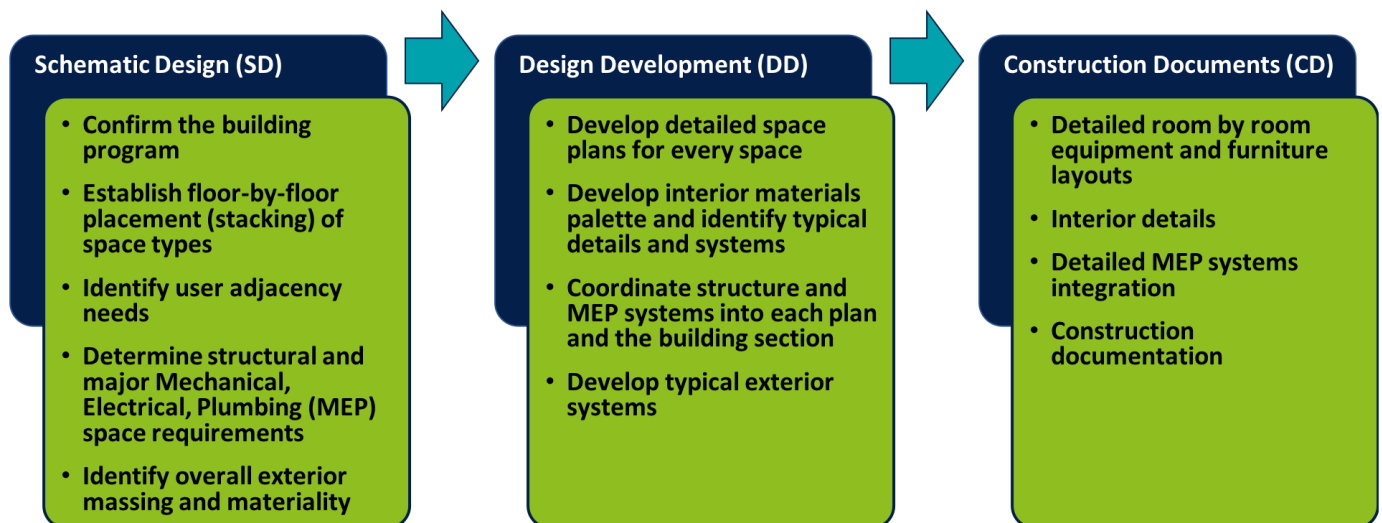 Schematic Design (SD)
• Confirm the building
program
• Establish floor-by-floor
placement (stacking) of
space types
• Identify user adjacency
needs
• Determine structural and
major Mechanical,
Electrical, Plumbing (MEP)
space requirements
• Identify overall exterior
massing and materiality
Design Development (DD)
• Develop detailed space
plans for every space
• Develop interior materials
palette and identify typical
details and systems
• Coordinate structure and
MEP systems into each plan
and the building section
• Develop typical exterior
systems
Construction Documents (CD)
• Detailed room by room
equipment and furniture
layouts
• Interior details
• Detailed MEP systems
integration
• Construction
documentation